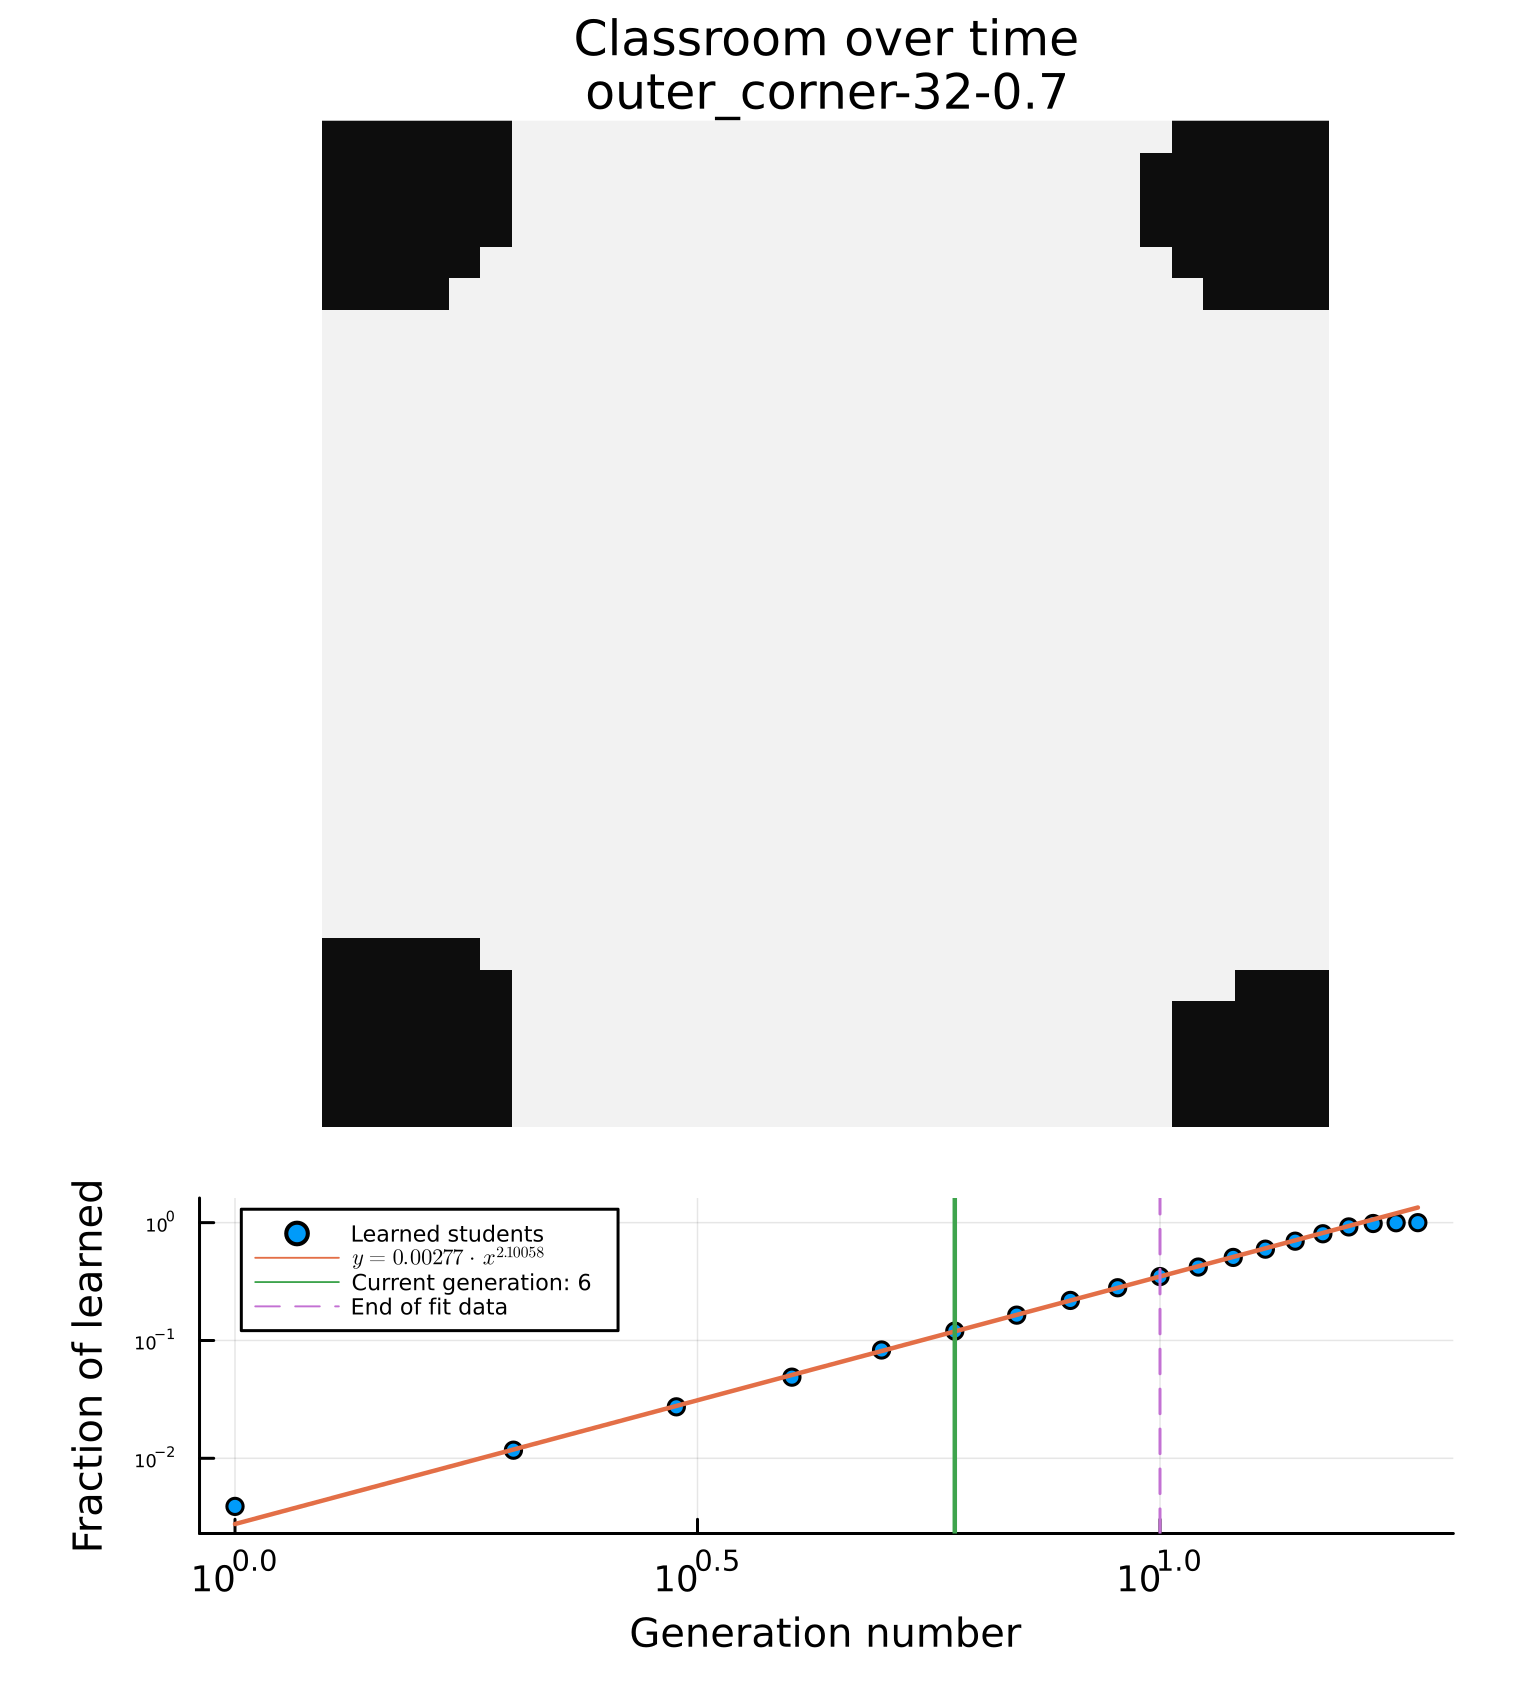 Classroom over time
outer_corner-32-0.7
Fraction of learned
10^0
10^-1
10^-2
Learned students
y = 0.00277 · x^2.10058
Current generation: 6
End of fit data
10^0.0 10^0.5 10^1.0
Generation number